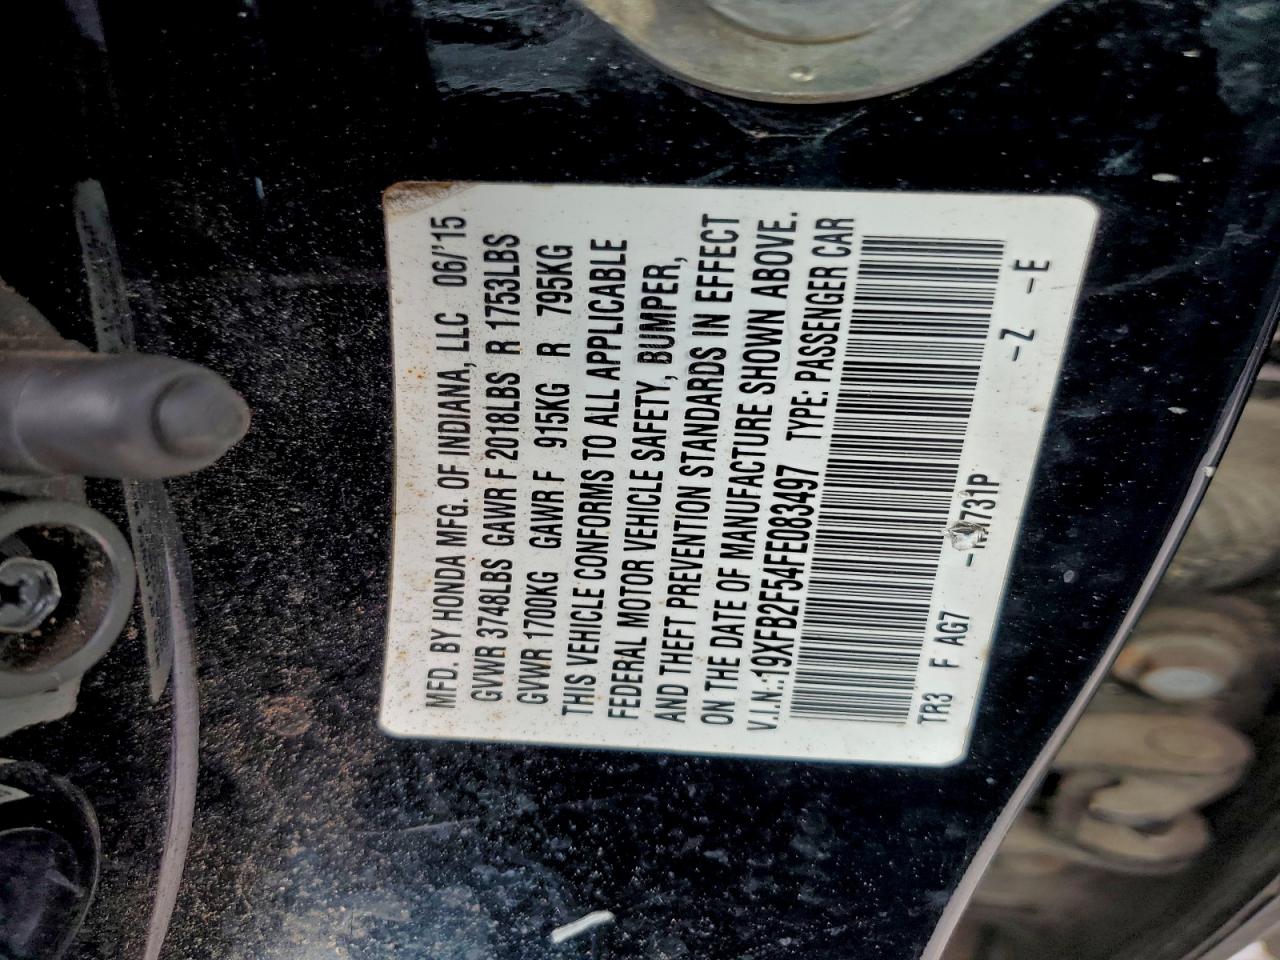 MFD. BY HONDA MFG. OF INDIANA, LLC 06/'15
GVWR 3748LBS GAWR F 2018LBS R 1753LBS
GVWR 1700KG GAWR F 915KG R 795KG
THIS VEHICLE CONFORMS TO ALL APPLICABLE
FEDERAL MOTOR VEHICLE SAFETY, BUMPER,
AND THEFT PREVENTION STANDARDS IN EFFECT
ON THE DATE OF MANUFACTURE SHOWN ABOVE.
V.I.N.:19XFB2F54FE083497 TYPE: PASSENGER CAR
TR3 F AG7 -Z -E